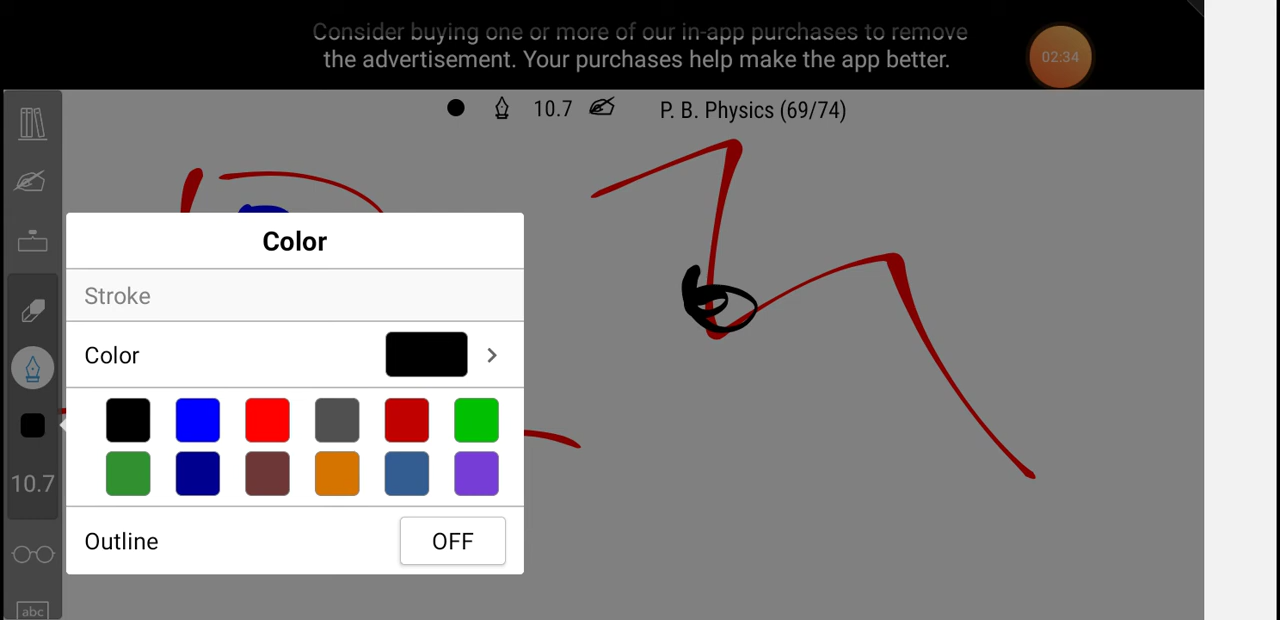 Consider buying one or more of our in-app purchases to remove
the advertisement. Your purchases help make the app better.
02:34
10.7 P. B. Physics (69/74)
Color
Stroke
Color
10.7
Outline OFF
abc